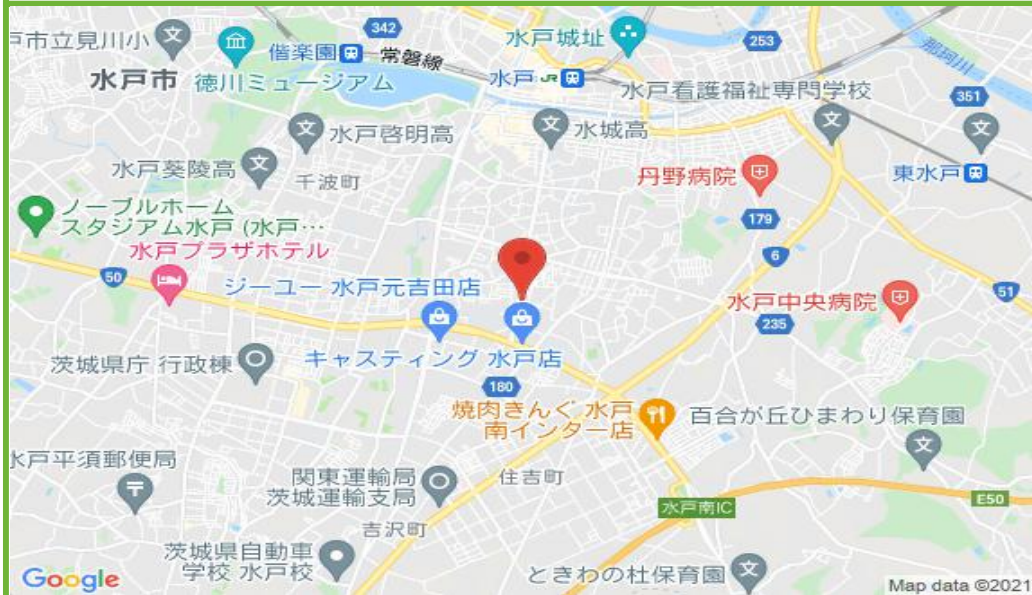 戸市立見川小
342
水戸城址
253
那珂川
偕楽園
常磐線
水戸市
徳川ミュージアム
水戸
JR
水戸看護福祉専門学校
351
水戸啓明高
水城高
水戸葵陵高
千波町
丹野病院
東水戸
ノーブルホーム
スタジアム水戸 (水戸…
179
水戸プラザホテル
6
50
ジーユー 水戸元吉田店
水戸中央病院
51
235
茨城県庁 行政棟
キャスティング 水戸店
180
焼肉きんぐ 水戸
南インター店
百合が丘ひまわり保育園
水戸平須郵便局
関東運輸局
茨城運輸支局
住吉町
E50
水戸南IC
吉沢町
茨城県自動車
学校 水戸校
ときわの杜保育園
Google
Map data ©2021